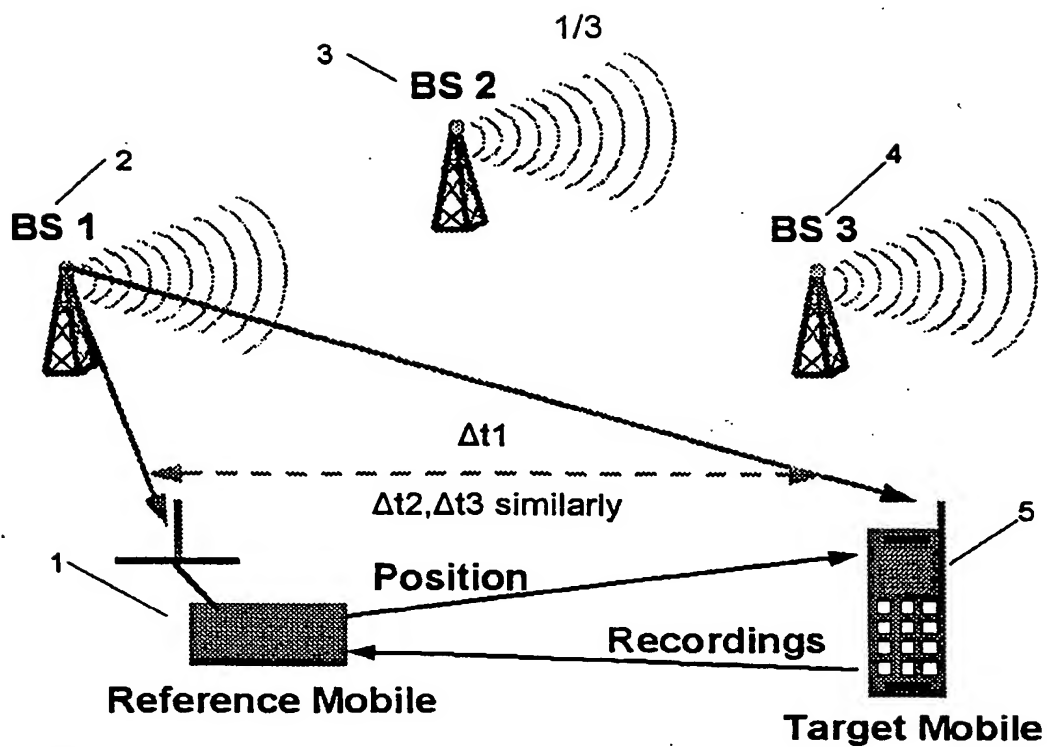 1/3
3
BS 2
2
4
BS 1
BS 3
Δt1
Δt2,Δt3 similarly
5
1
Position
Recordings
Reference Mobile
Target Mobile